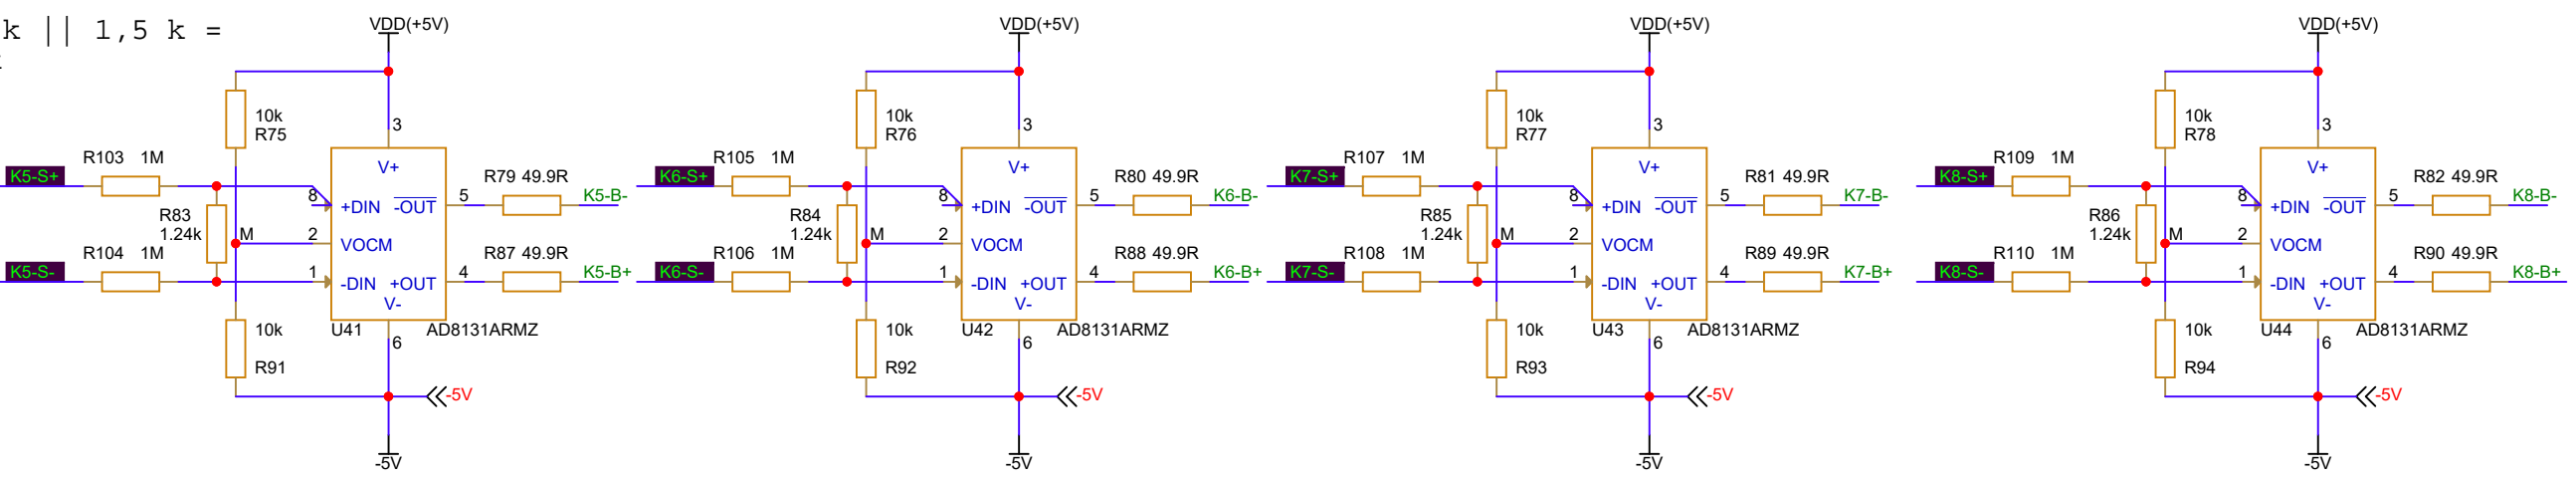 k || 1,5 k =
VDD(+5V) VDD(+5V) VDD(+5V) VDD(+5V)
10k 10k 10k 10k
R75 R76 R77 R78
3 3 3 3
V+ V+ V+ V+
K5-S+ R103 1M 8 +DIN -OUT 5 R79 49.9R K5-B-
K6-S+ R105 1M 8 +DIN -OUT 5 R80 49.9R K6-B-
K7-S+ R107 1M 8 +DIN -OUT 5 R81 49.9R K7-B-
K8-S+ R109 1M 8 +DIN -OUT 5 R82 49.9R K8-B-
R83 R84 R85 R86
1.24k M 2 VOCM 1.24k M 2 VOCM 1.24k M 2 VOCM 1.24k M 2 VOCM
K5-S- R104 1M 1 -DIN +OUT 4 R87 49.9R K5-B+
K6-S- R106 1M 1 -DIN +OUT 4 R88 49.9R K6-B+
K7-S- R108 1M 1 -DIN +OUT 4 R89 49.9R K7-B+
K8-S- R110 1M 1 -DIN +OUT 4 R90 49.9R K8-B+
V- V- V- V-
10k U41 AD8131ARMZ 10k U42 AD8131ARMZ 10k U43 AD8131ARMZ 10k U44 AD8131ARMZ
6 6 6 6
R91 R92 R93 R94
-5V -5V -5V -5V
-5V -5V -5V -5V